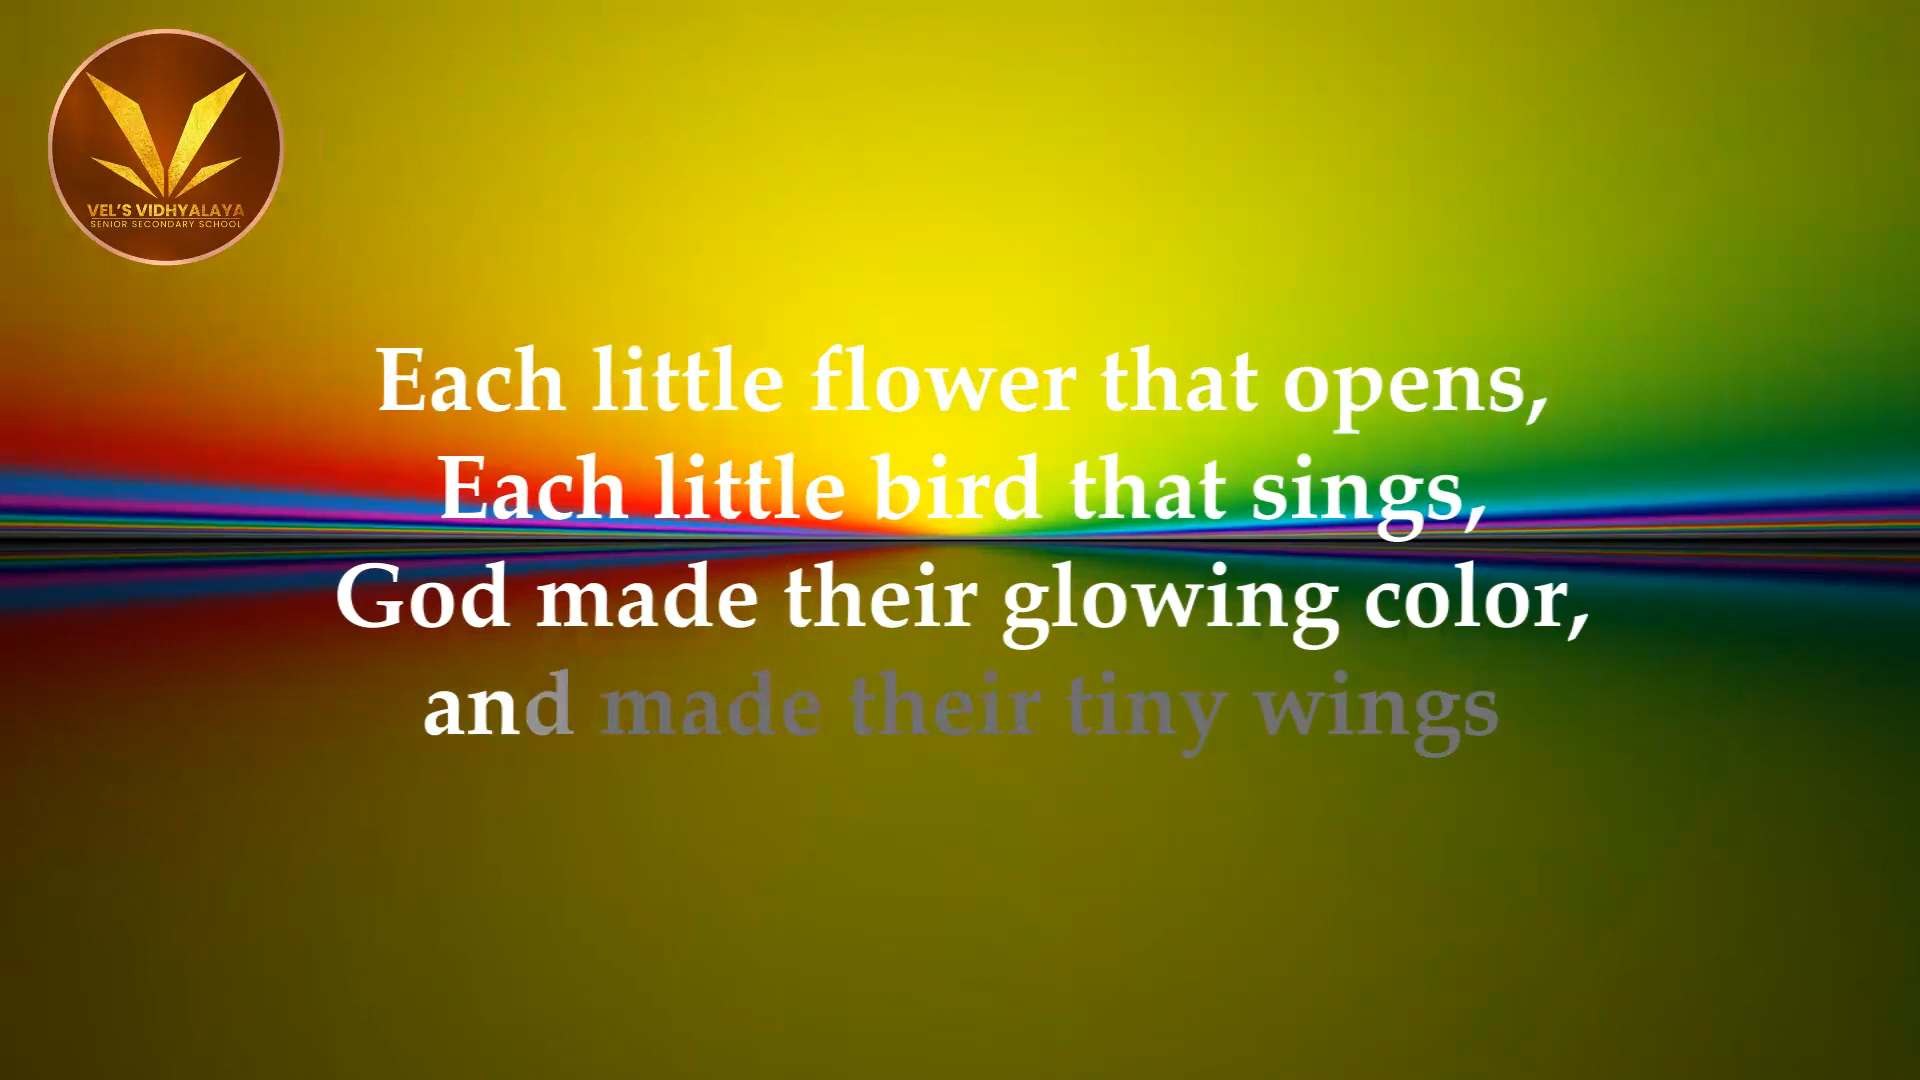 VEL'S VIDHYALAYA
SENIOR SECONDARY SCHOOL
Each little flower that opens,
Each little bird that sings,
God made their glowing color,
and made their tiny wings